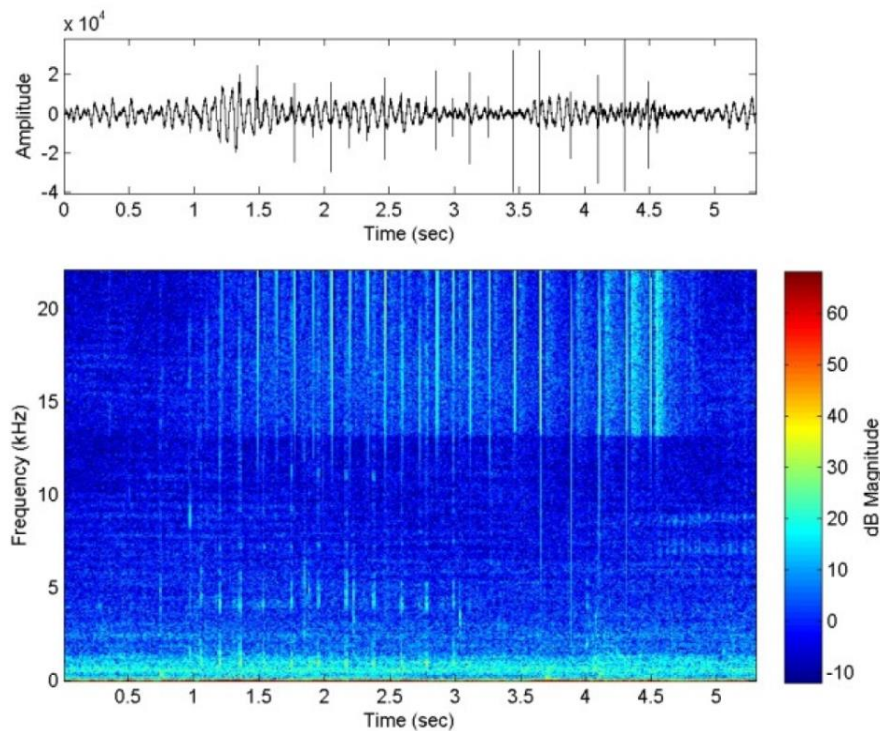 x 10⁴
2
0
-2
-4
Amplitude
0 0.5 1 1.5 2 2.5 3 3.5 4 4.5 5
Time (sec)
20
15
10
5
0
Frequency (kHz)
0.5 1 1.5 2 2.5 3 3.5 4 4.5 5
Time (sec)
60
50
40
30
20
10
0
-10
dB Magnitude